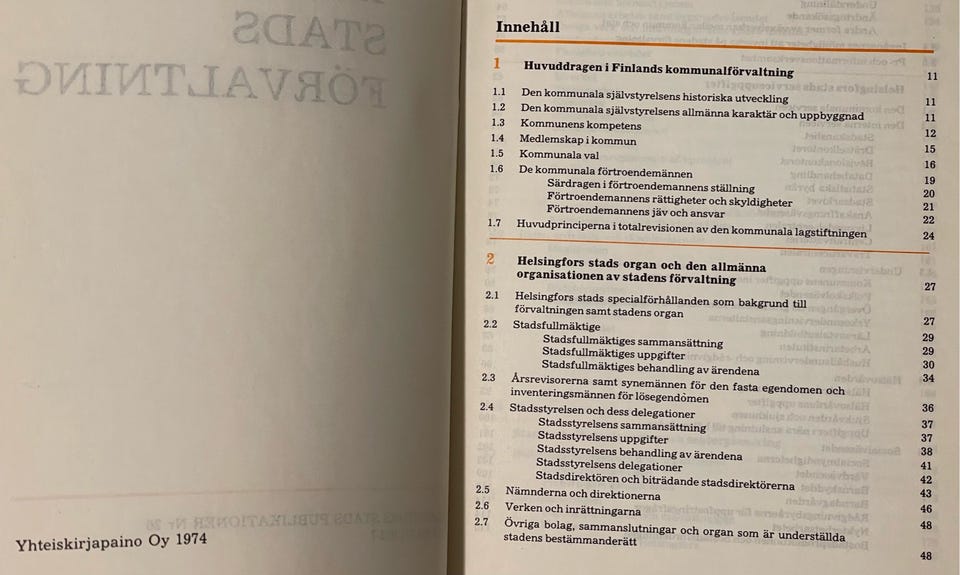 STADS
FÖRVALTNING
Yhteiskirjapaino Oy 1974
Innehåll
1 Huvuddragen i Finlands kommunalförvaltning 11
1.1 Den kommunala självstyrelsens historiska utveckling 11
1.2 Den kommunala självstyrelsens allmänna karaktär och uppbyggnad 11
1.3 Kommunens kompetens 12
1.4 Medlemskap i kommun 15
1.5 Kommunala val 16
1.6 De kommunala förtroendemännen 19
Särdragen i förtroendemannens ställning 20
Förtroendemannens rättigheter och skyldigheter 21
Förtroendemannens jäv och ansvar 22
1.7 Huvudprinciperna i totalrevisionen av den kommunala lagstiftningen 24
2 Helsingfors stads organ och den allmänna
organisationen av stadens förvaltning 27
2.1 Helsingfors stads specialförhållanden som bakgrund till
förvaltningen samt stadens organ 27
2.2 Stadsfullmäktige 29
Stadsfullmäktiges sammansättning 29
Stadsfullmäktiges uppgifter 30
Stadsfullmäktiges behandling av ärendena 34
2.3 Årsrevisorerna samt synemännen för den fasta egendomen och
inventeringsmännen för lösegendomen 36
2.4 Stadsstyrelsen och dess delegationer 37
Stadsstyrelsens sammansättning 37
Stadsstyrelsens uppgifter 38
Stadsstyrelsens behandling av ärendena 41
Stadsstyrelsens delegationer 42
Stadsdirektören och biträdande stadsdirektörerna 43
2.5 Nämnderna och direktionerna 46
2.6 Verken och inrättningarna 48
2.7 Övriga bolag, sammanslutningar och organ som är underställda
stadens bestämmanderätt 48